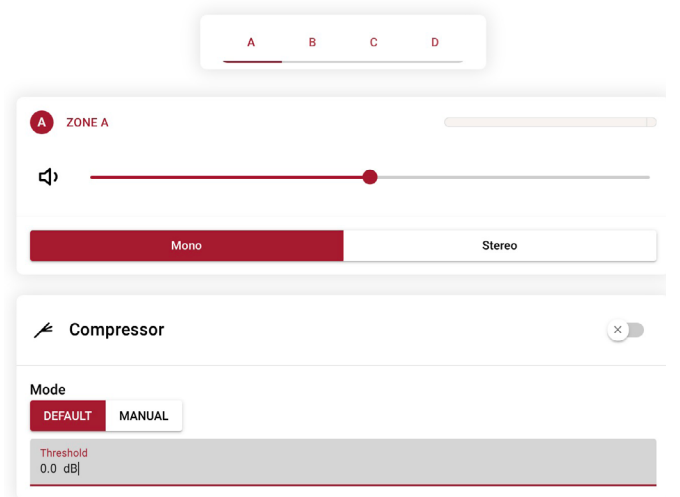 A B C D
A ZONE A
Mono Stereo
Compressor
Mode
DEFAULT MANUAL
Threshold
0.0 dB